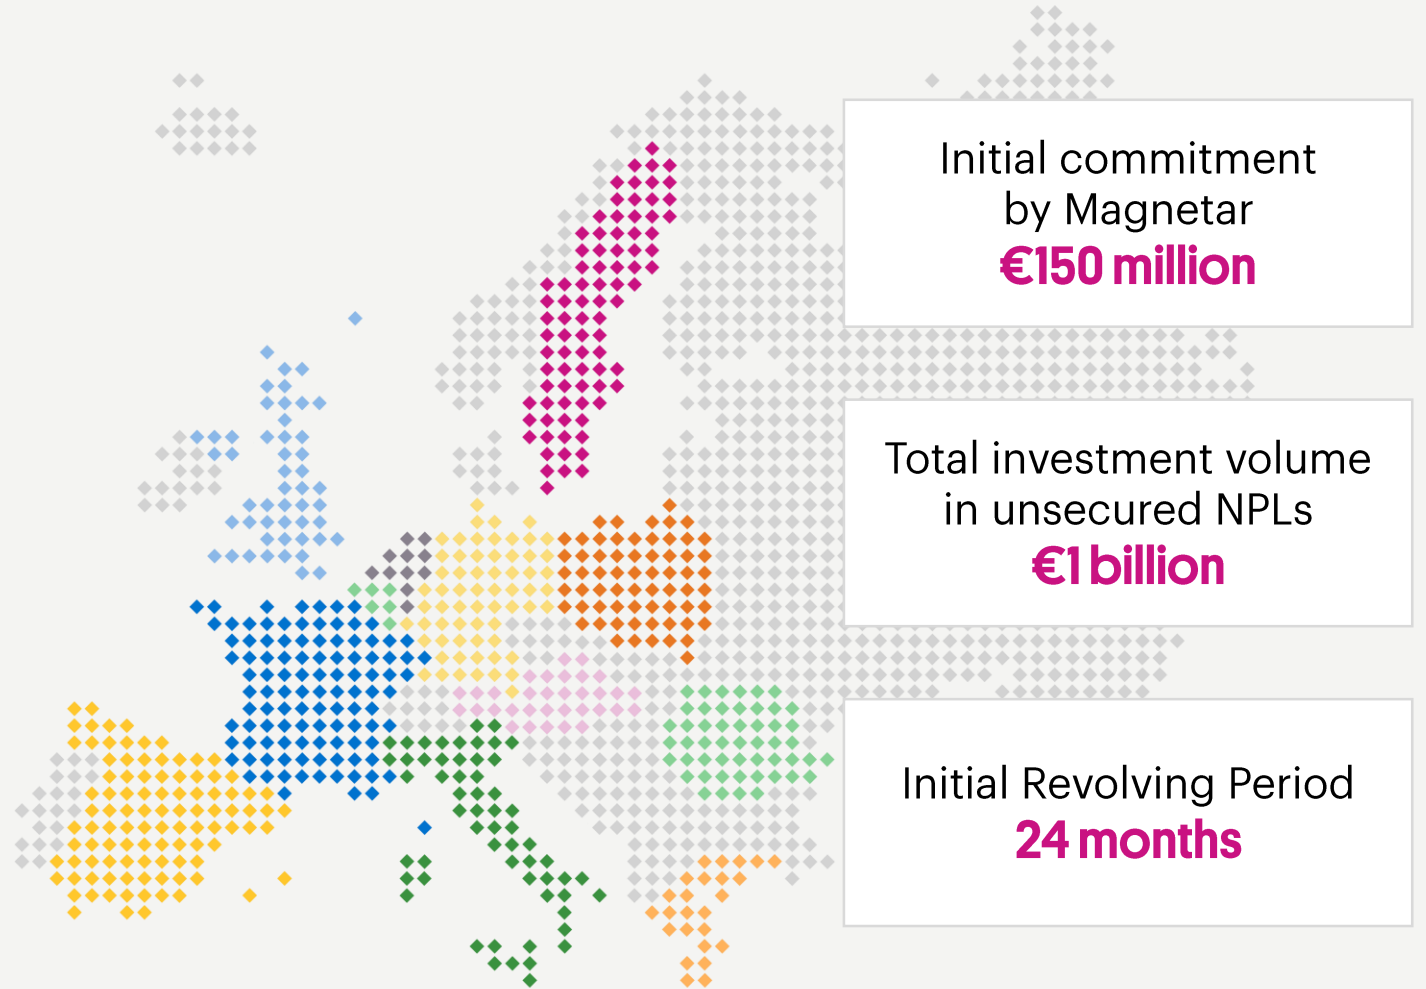 Initial commitment
by Magnetar
€150 million
Total investment volume
in unsecured NPLs
€1 billion
Initial Revolving Period
24 months